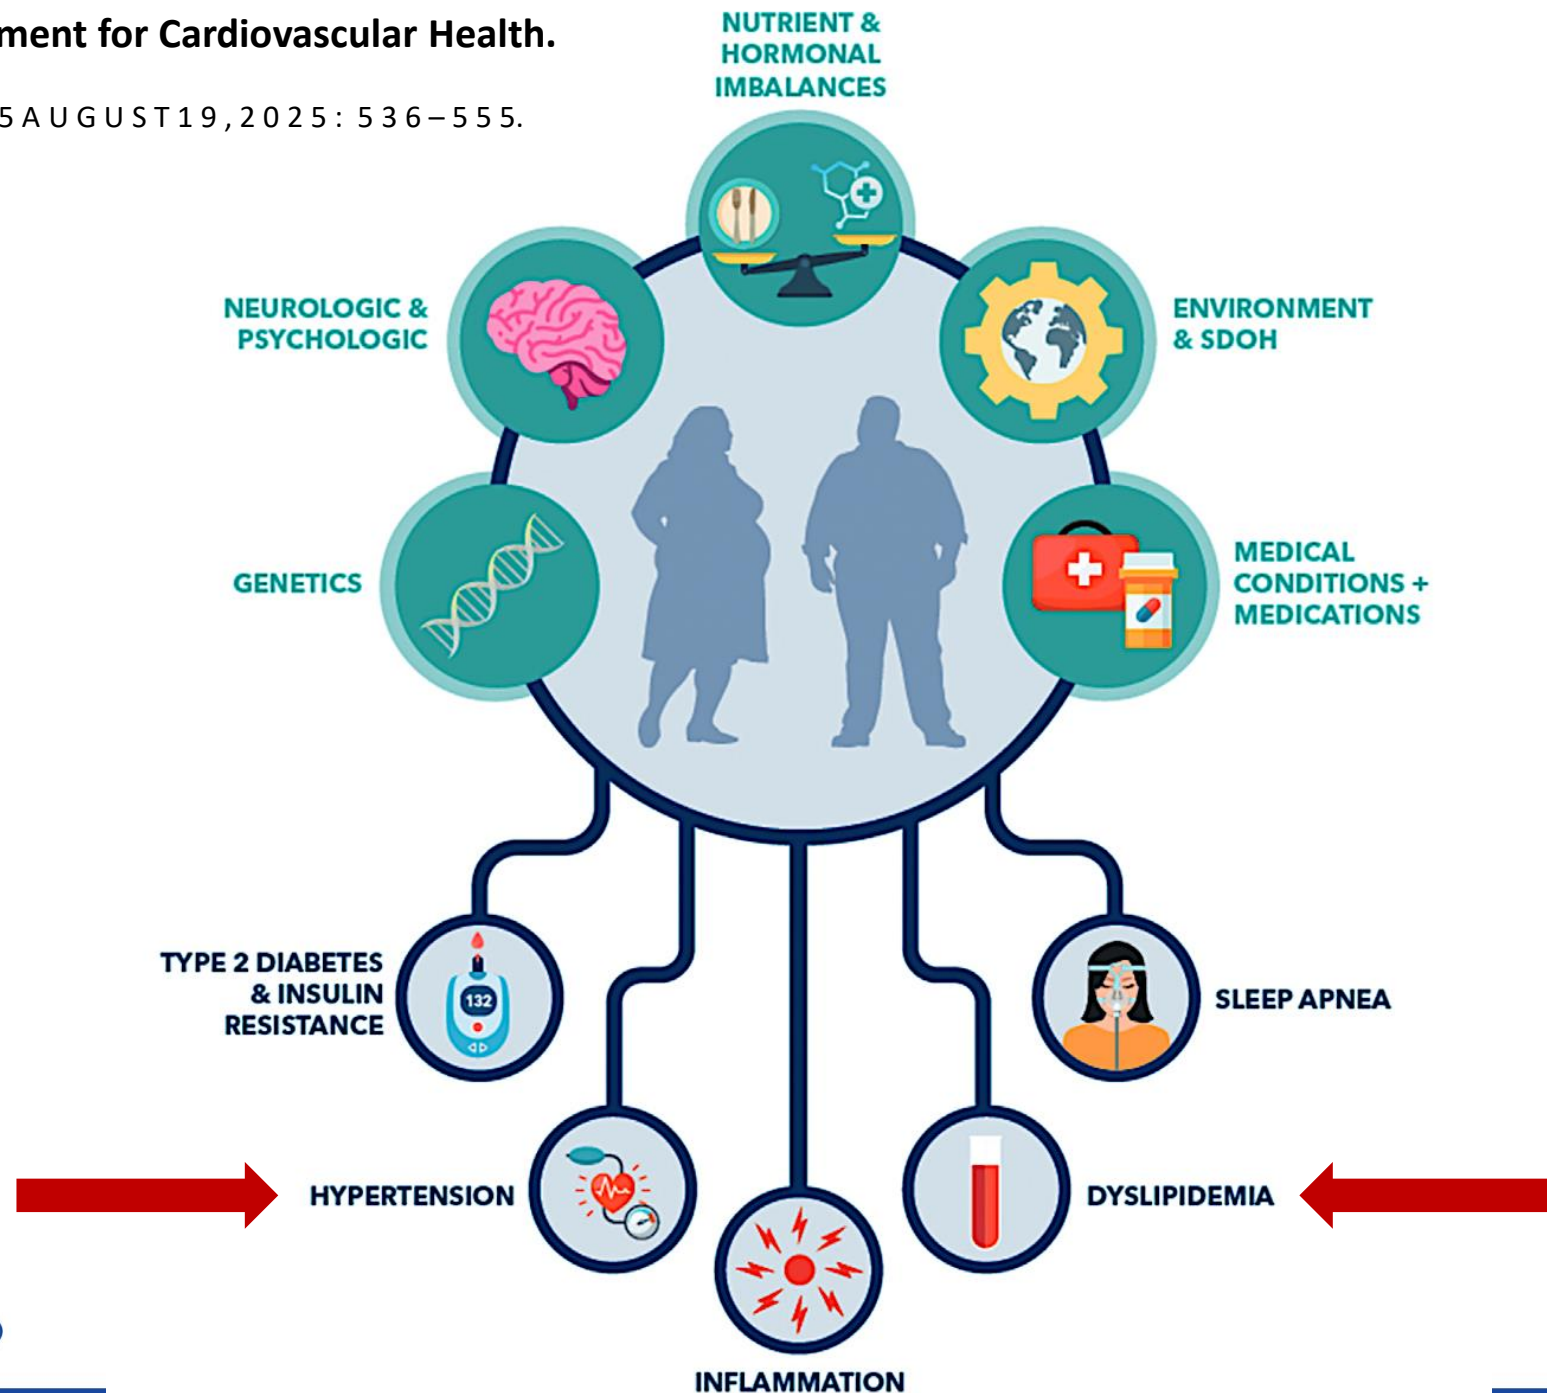 ment for Cardiovascular Health.
5 A U G U S T 1 9 , 2 0 2 5 : 5 3 6 – 5 5 5.
NUTRIENT &
HORMONAL
IMBALANCES
NEUROLOGIC &
PSYCHOLOGIC
ENVIRONMENT
& SDOH
GENETICS
MEDICAL
CONDITIONS +
MEDICATIONS
TYPE 2 DIABETES
& INSULIN
RESISTANCE
132
SLEEP APNEA
HYPERTENSION
DYSLIPIDEMIA
INFLAMMATION